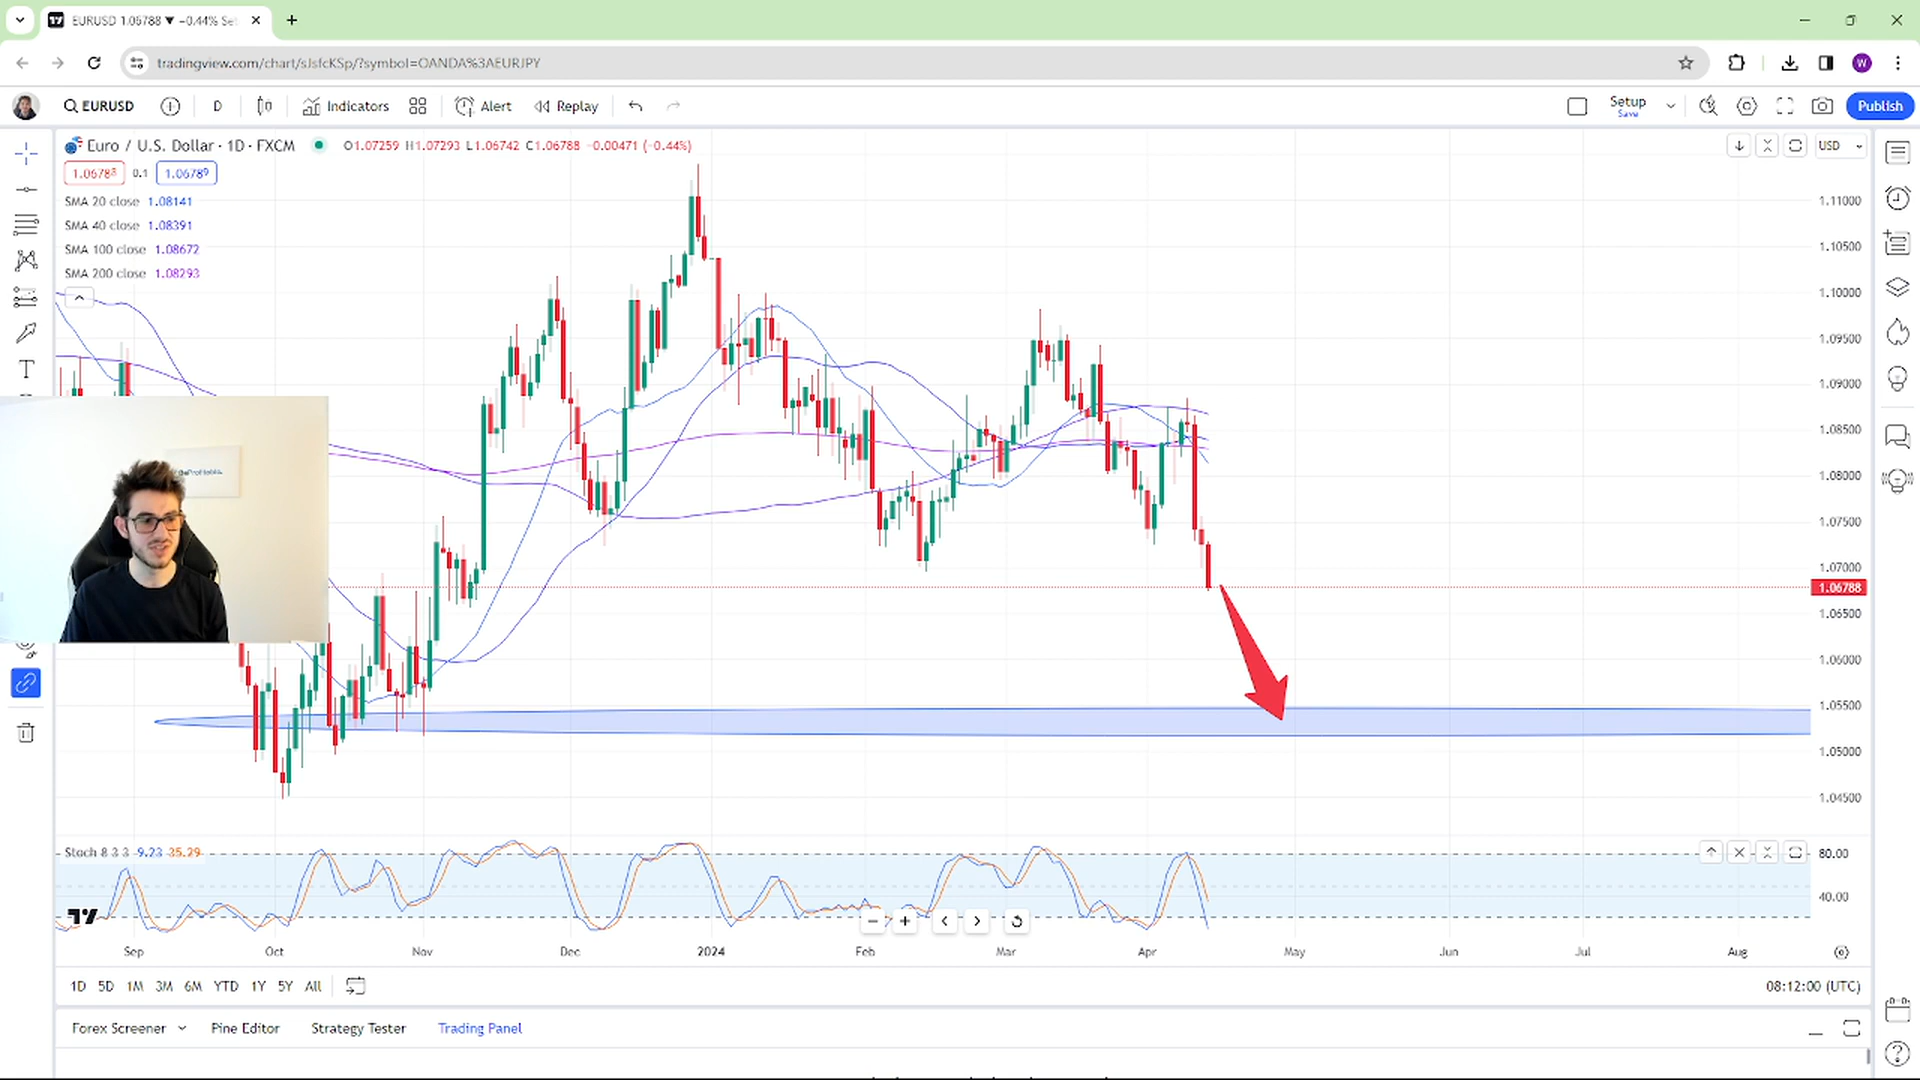 EURUSD 1.06788 ▼ −0.44% Se
tradingview.com/chart/sJsfcKSp/?symbol=OANDA%3AEURJPY
W
EURUSD
D
Indicators
Alert
Replay
Setup
Save
Publish
Euro / U.S. Dollar · 1D · FXCM
O1.07259 H1.07293 L1.06742 C1.06788 −0.00471 (−0.44%)
USD
1.06788
0.1
1.06789
SMA 20 close 1.08141
SMA 40 close 1.08391
SMA 100 close 1.08672
SMA 200 close 1.08293
1.11000
1.10500
1.10000
1.09500
1.09000
1.08500
1.08000
1.07500
1.07000
1.06788
1.06500
1.06000
1.05500
1.05000
1.04500
Stoch 8 3 3 9.23 35.29
80.00
40.00
Sep
Oct
Nov
Dec
2024
Feb
Mar
Apr
May
Jun
Jul
Aug
1D 5D 1M 3M 6M YTD 1Y 5Y All
08:12:00 (UTC)
Forex Screener
Pine Editor
Strategy Tester
Trading Panel